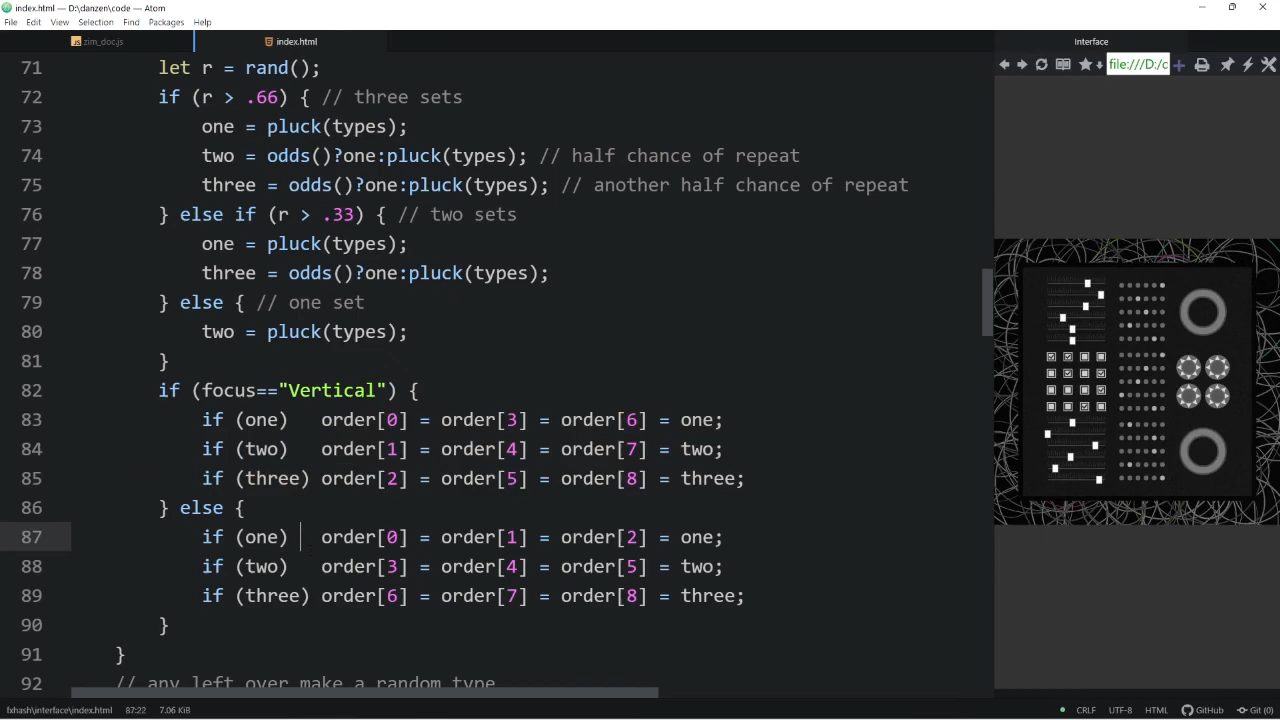 index.html — D:\danzen\code — Atom
File Edit View Selection Find Packages Help
zim_doc.js index.html Interface
file:///D:/c
71 let r = rand();
72 if (r > .66) { // three sets
73 one = pluck(types);
74 two = odds()?one:pluck(types); // half chance of repeat
75 three = odds()?one:pluck(types); // another half chance of repeat
76 } else if (r > .33) { // two sets
77 one = pluck(types);
78 three = odds()?one:pluck(types);
79 } else { // one set
80 two = pluck(types);
81 }
82 if (focus=="Vertical") {
83 if (one) order[0] = order[3] = order[6] = one;
84 if (two) order[1] = order[4] = order[7] = two;
85 if (three) order[2] = order[5] = order[8] = three;
86 } else {
87 if (one) order[0] = order[1] = order[2] = one;
88 if (two) order[3] = order[4] = order[5] = two;
89 if (three) order[6] = order[7] = order[8] = three;
90 }
91 }
92 // any left over make a random type
fxhash\interface\index.html 87:22 7.06 KiB CRLF UTF-8 HTML GitHub Git (0)